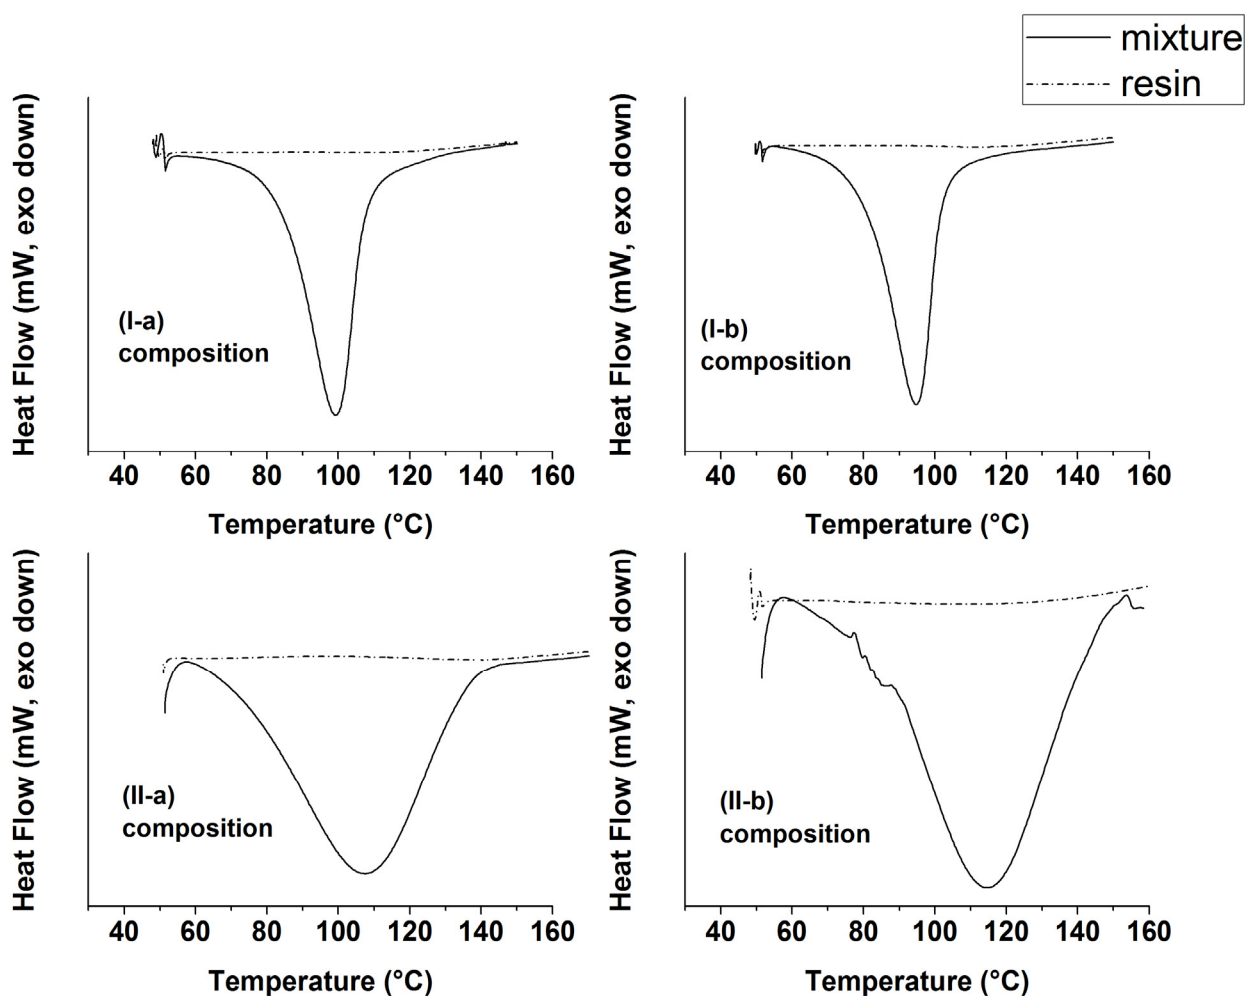 mixture
resin
Heat Flow (mW, exo down)
(I-a)
composition
40 60 80 100 120 140 160
Temperature (°C)
Heat Flow (mW, exo down)
(I-b)
composition
40 60 80 100 120 140 160
Temperature (°C)
Heat Flow (mW, exo down)
(II-a)
composition
40 60 80 100 120 140 160
Temperature (°C)
Heat Flow (mW, exo down)
(II-b)
composition
40 60 80 100 120 140 160
Temperature (°C)